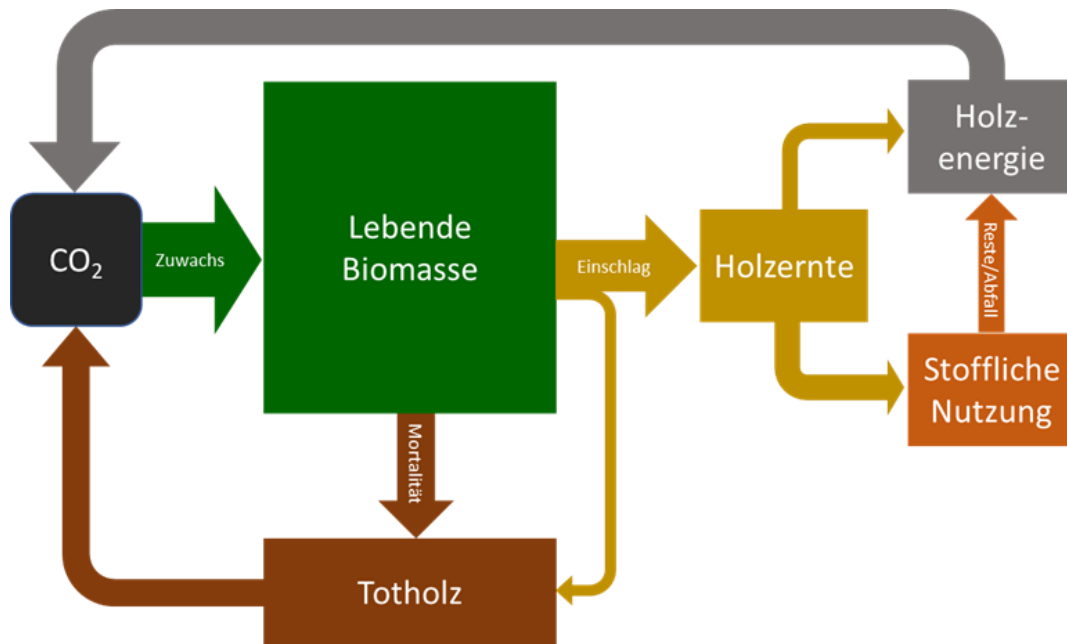 Holz-
energie
CO₂
Zuwachs
Lebende
Biomasse
Einschlag
Holzernte
Reste/Abfall
Stoffliche
Nutzung
Mortalität
Totholz